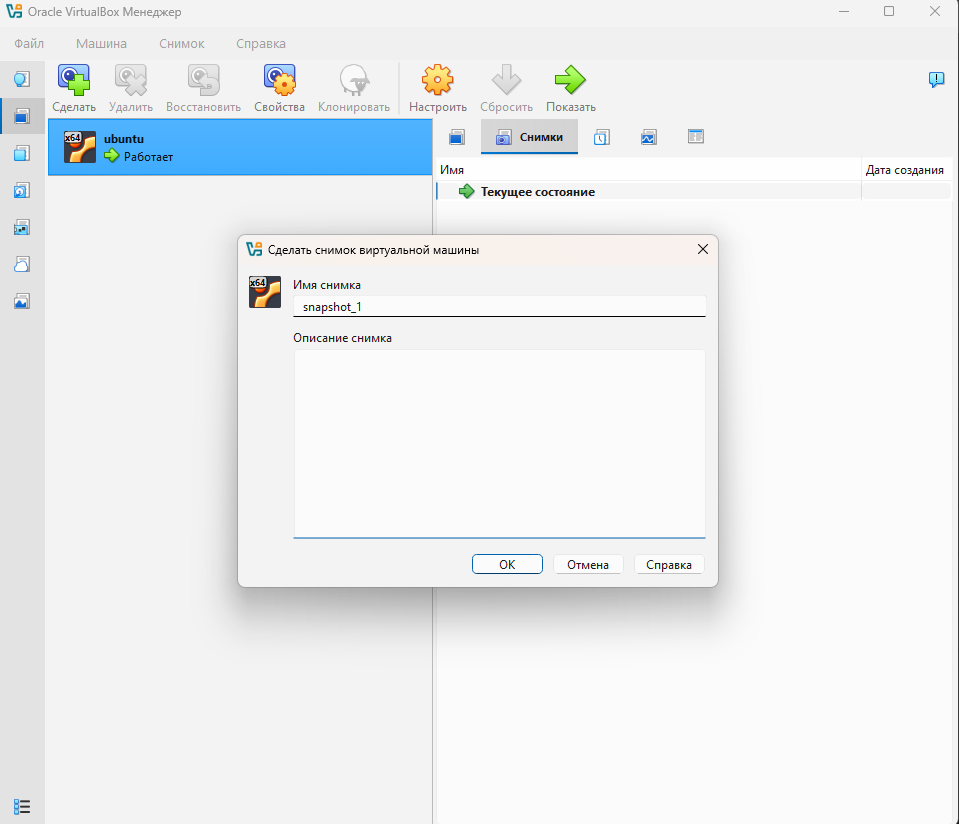 Oracle VirtualBox Менеджер
Файл Машина Снимок Справка
Сделать Удалить Восстановить Свойства Клонировать Настроить Сбросить Показать
x64
ubuntu
Работает
Снимки
Имя Дата создания
Текущее состояние
Сделать снимок виртуальной машины
x64
Имя снимка
snapshot_1
Описание снимка
OK Отмена Справка